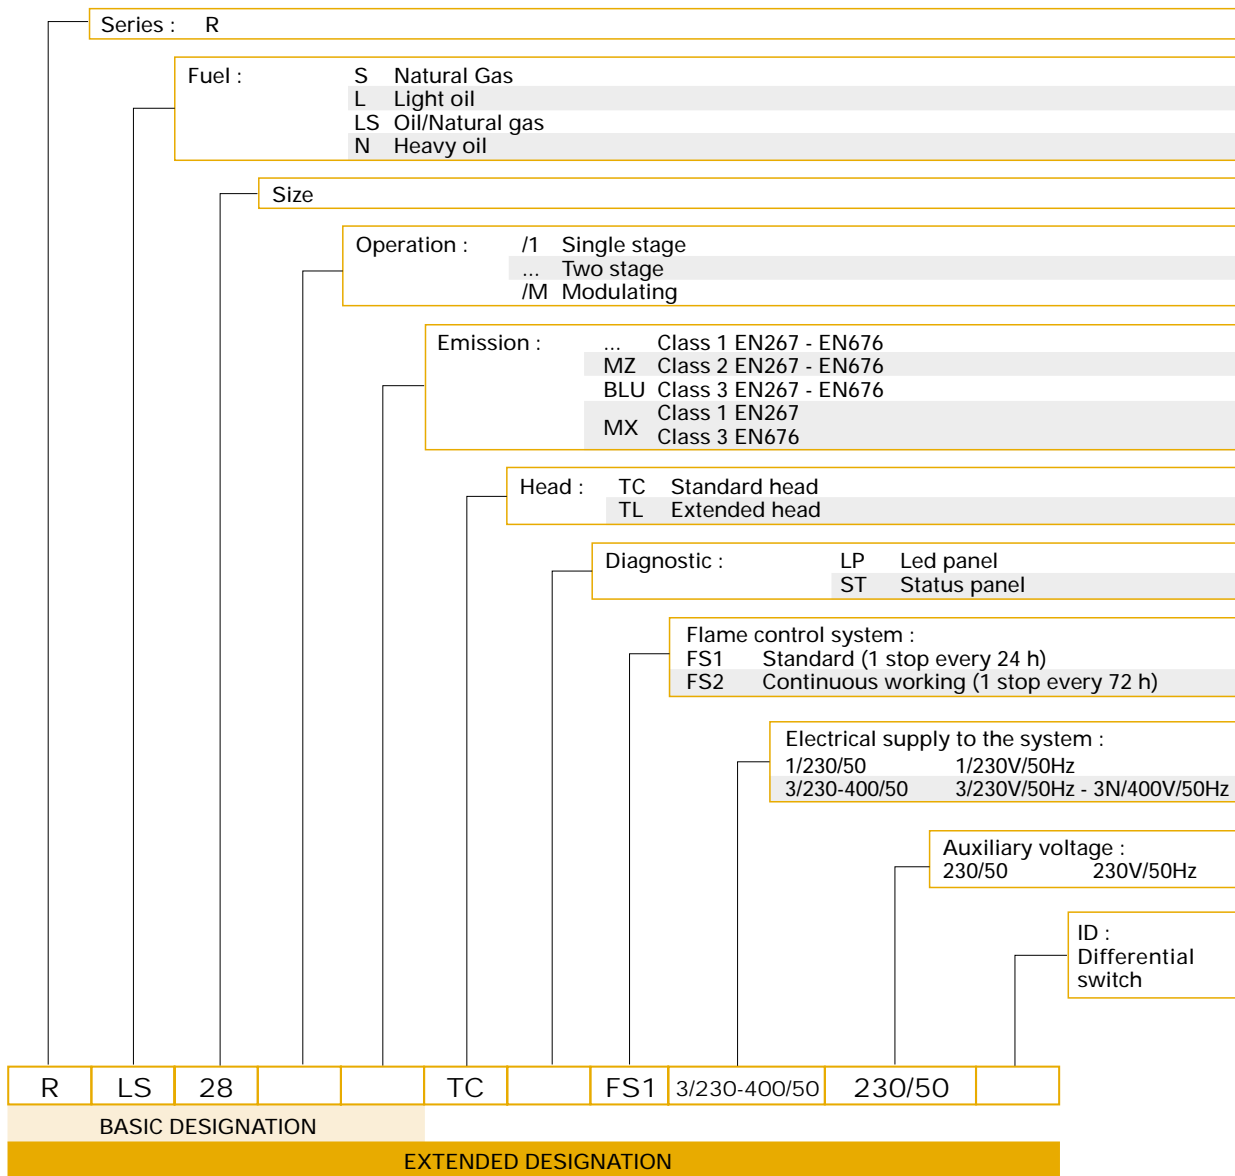 Series : R
Fuel : S Natural Gas
L Light oil
LS Oil/Natural gas
N Heavy oil
Size
Operation : /1 Single stage
... Two stage
/M Modulating
Emission : ... Class 1 EN267 - EN676
MZ Class 2 EN267 - EN676
BLU Class 3 EN267 - EN676
MX Class 1 EN267
Class 3 EN676
Head : TC Standard head
TL Extended head
Diagnostic : LP Led panel
ST Status panel
Flame control system :
FS1 Standard (1 stop every 24 h)
FS2 Continuous working (1 stop every 72 h)
Electrical supply to the system :
1/230/50 1/230V/50Hz
3/230-400/50 3/230V/50Hz - 3N/400V/50Hz
Auxiliary voltage :
230/50 230V/50Hz
ID :
Differential
switch
R LS 28 TC FS1 3/230-400/50 230/50
BASIC DESIGNATION
EXTENDED DESIGNATION